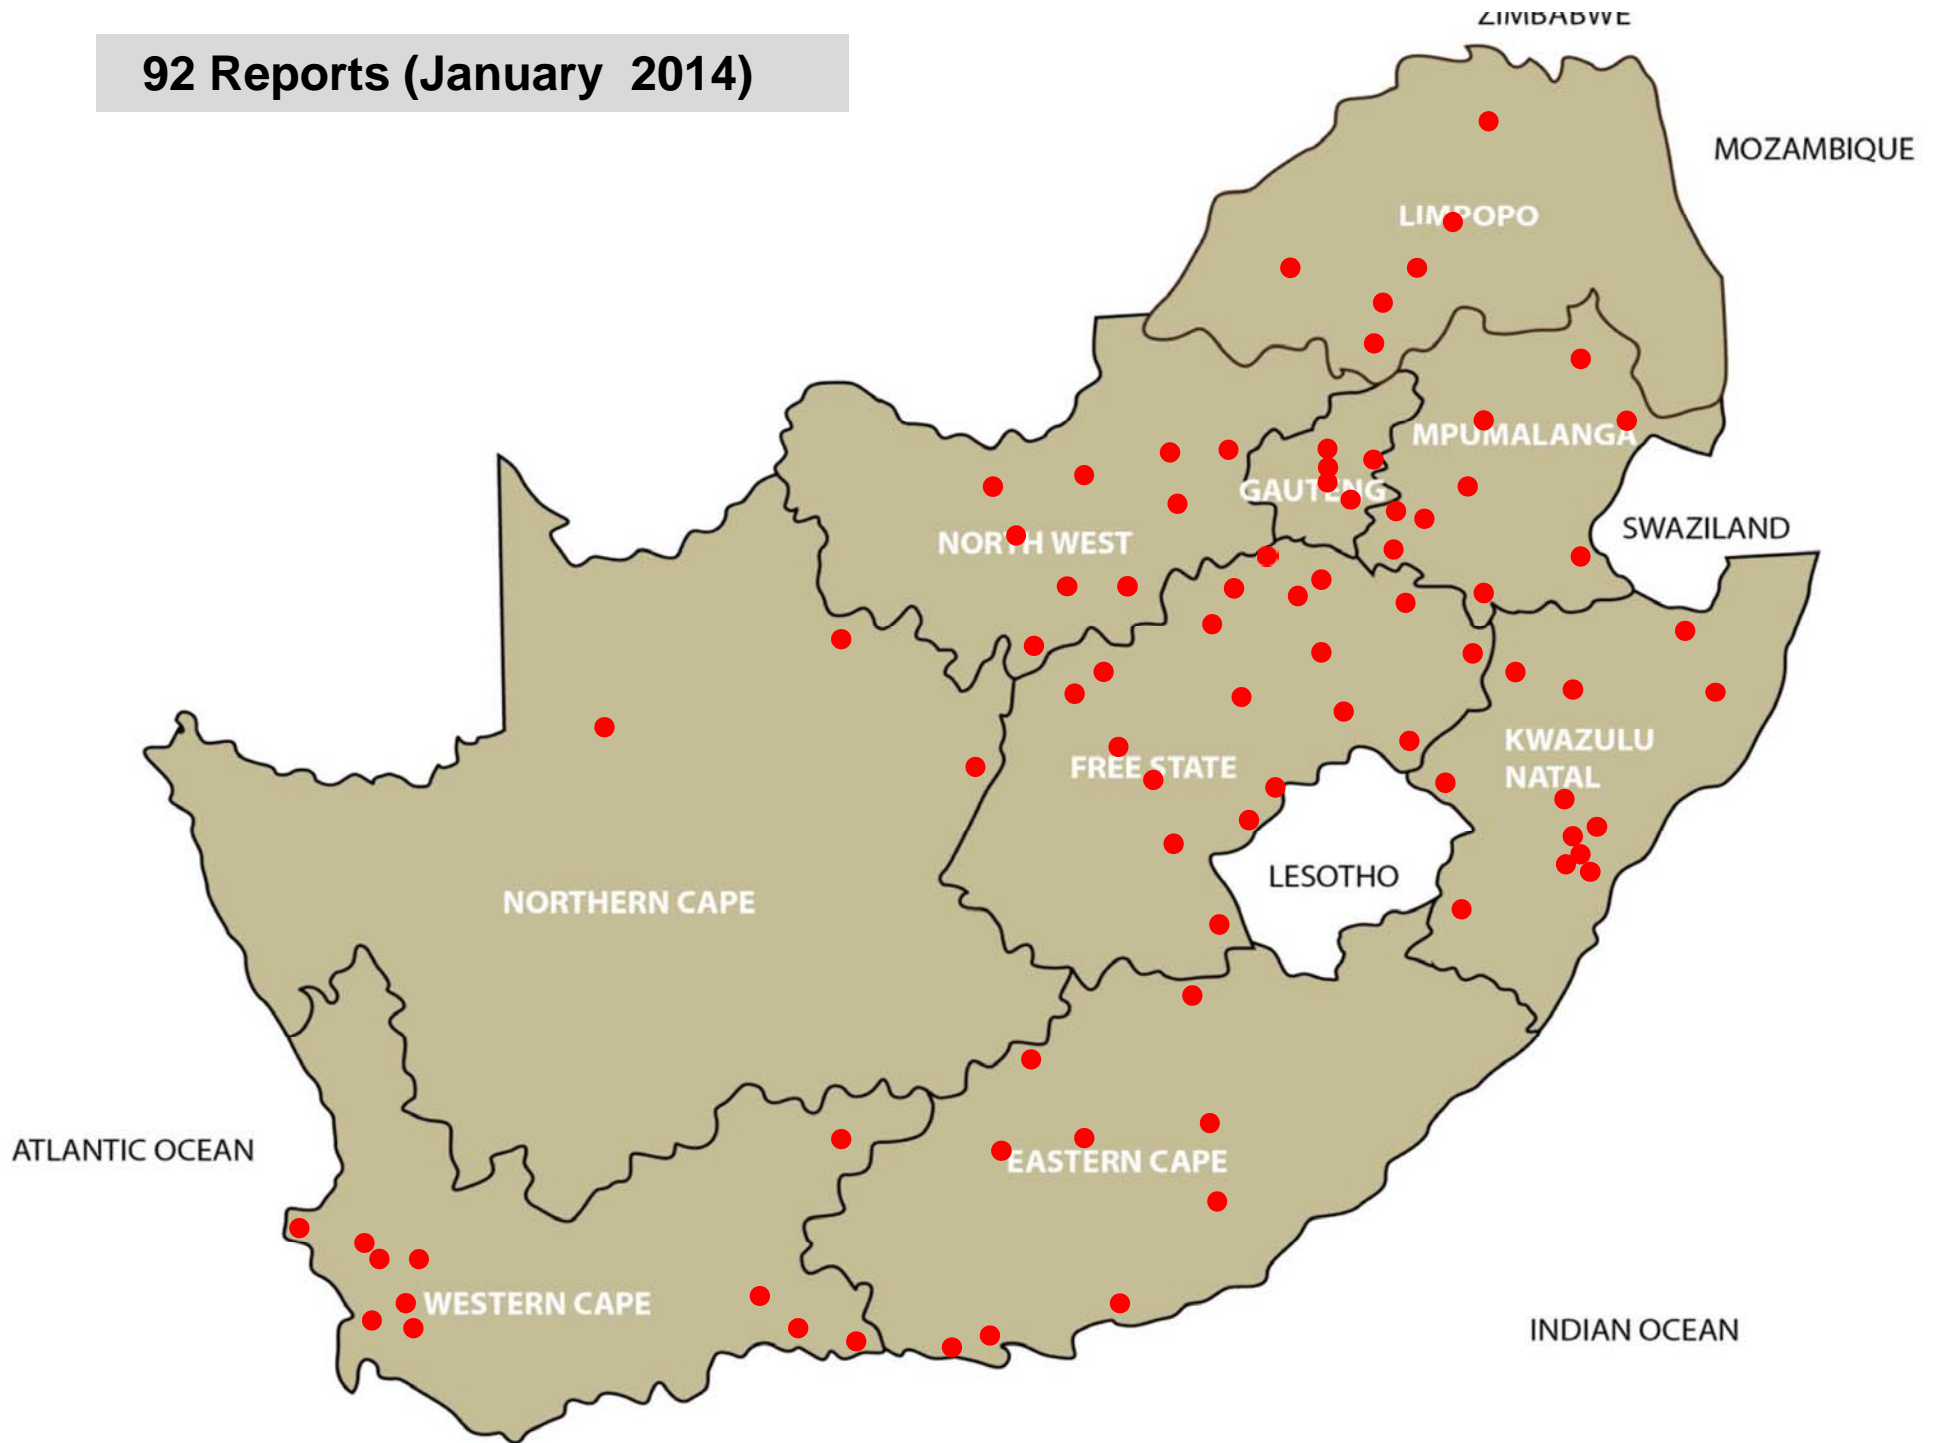 ZIMBABWE
92 Reports (January 2014)
MOZAMBIQUE
LIMPOPO
MPUMALANGA
GAUTENG
SWAZILAND
NORTH WEST
KWAZULU
NATAL
FREE STATE
LESOTHO
NORTHERN CAPE
ATLANTIC OCEAN
EASTERN CAPE
WESTERN CAPE
INDIAN OCEAN